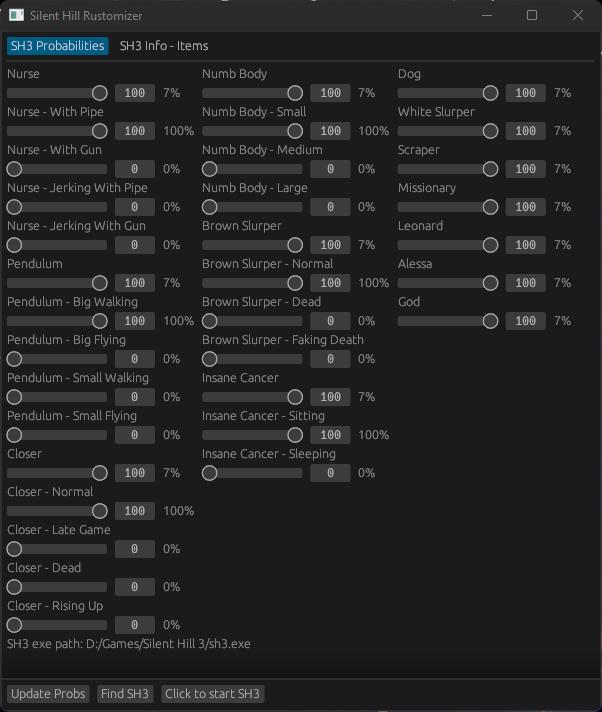 Silent Hill Rustomizer
SH3 Probabilities SH3 Info - Items
Nurse Numb Body Dog
100 7% 100 7% 100 7%
Nurse - With Pipe Numb Body - Small White Slurper
100 100% 100 100% 100 7%
Nurse - With Gun Numb Body - Medium Scraper
0 0% 0 0% 100 7%
Nurse - Jerking With Pipe Numb Body - Large Missionary
0 0% 0 0% 100 7%
Nurse - Jerking With Gun Brown Slurper Leonard
0 0% 100 7% 100 7%
Pendulum Brown Slurper - Normal Alessa
100 7% 100 100% 100 7%
Pendulum - Big Walking Brown Slurper - Dead God
100 100% 0 0% 100 7%
Pendulum - Big Flying Brown Slurper - Faking Death
0 0% 0 0%
Pendulum - Small Walking Insane Cancer
0 0% 100 7%
Pendulum - Small Flying Insane Cancer - Sitting
0 0% 100 100%
Closer Insane Cancer - Sleeping
100 7% 0 0%
Closer - Normal
100 100%
Closer - Late Game
0 0%
Closer - Dead
0 0%
Closer - Rising Up
0 0%
SH3 exe path: D:/Games/Silent Hill 3/sh3.exe
Update Probs Find SH3 Click to start SH3